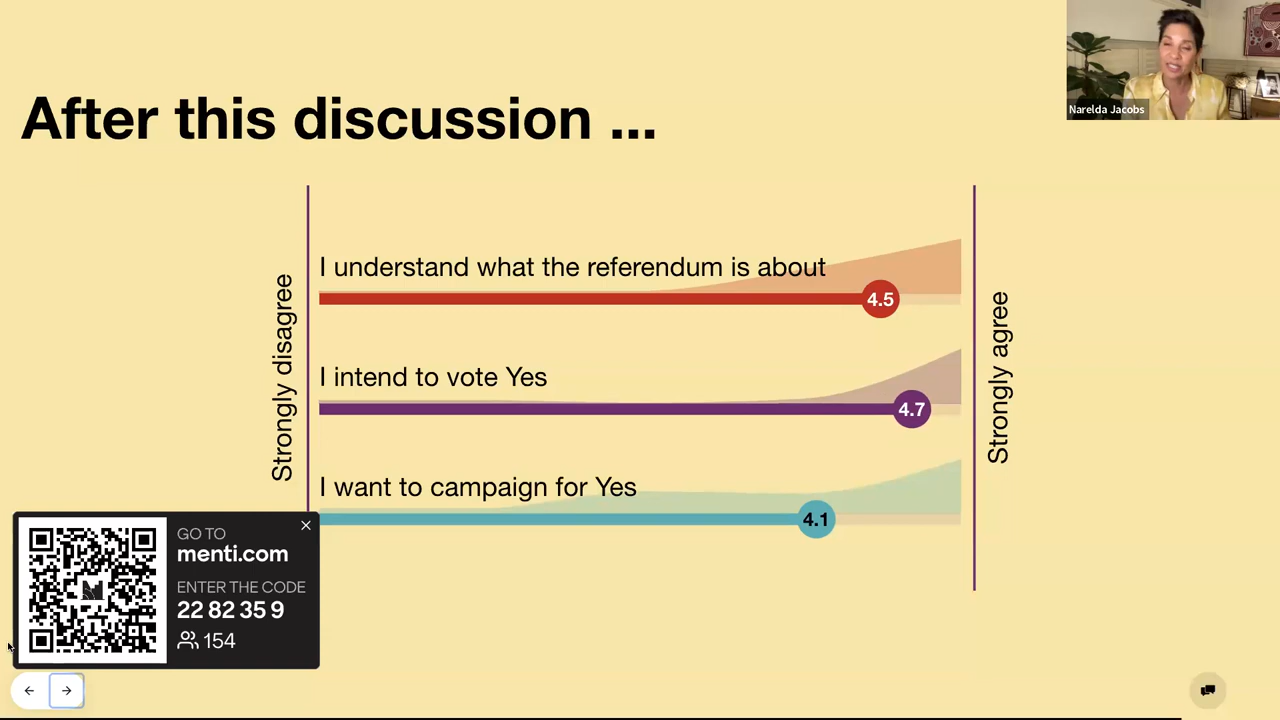 Narelda Jacobs
After this discussion ...
Strongly disagree
I understand what the referendum is about
4.5
I intend to vote Yes
4.7
I want to campaign for Yes
4.1
Strongly agree
GO TO
menti.com
ENTER THE CODE
22 82 35 9
154